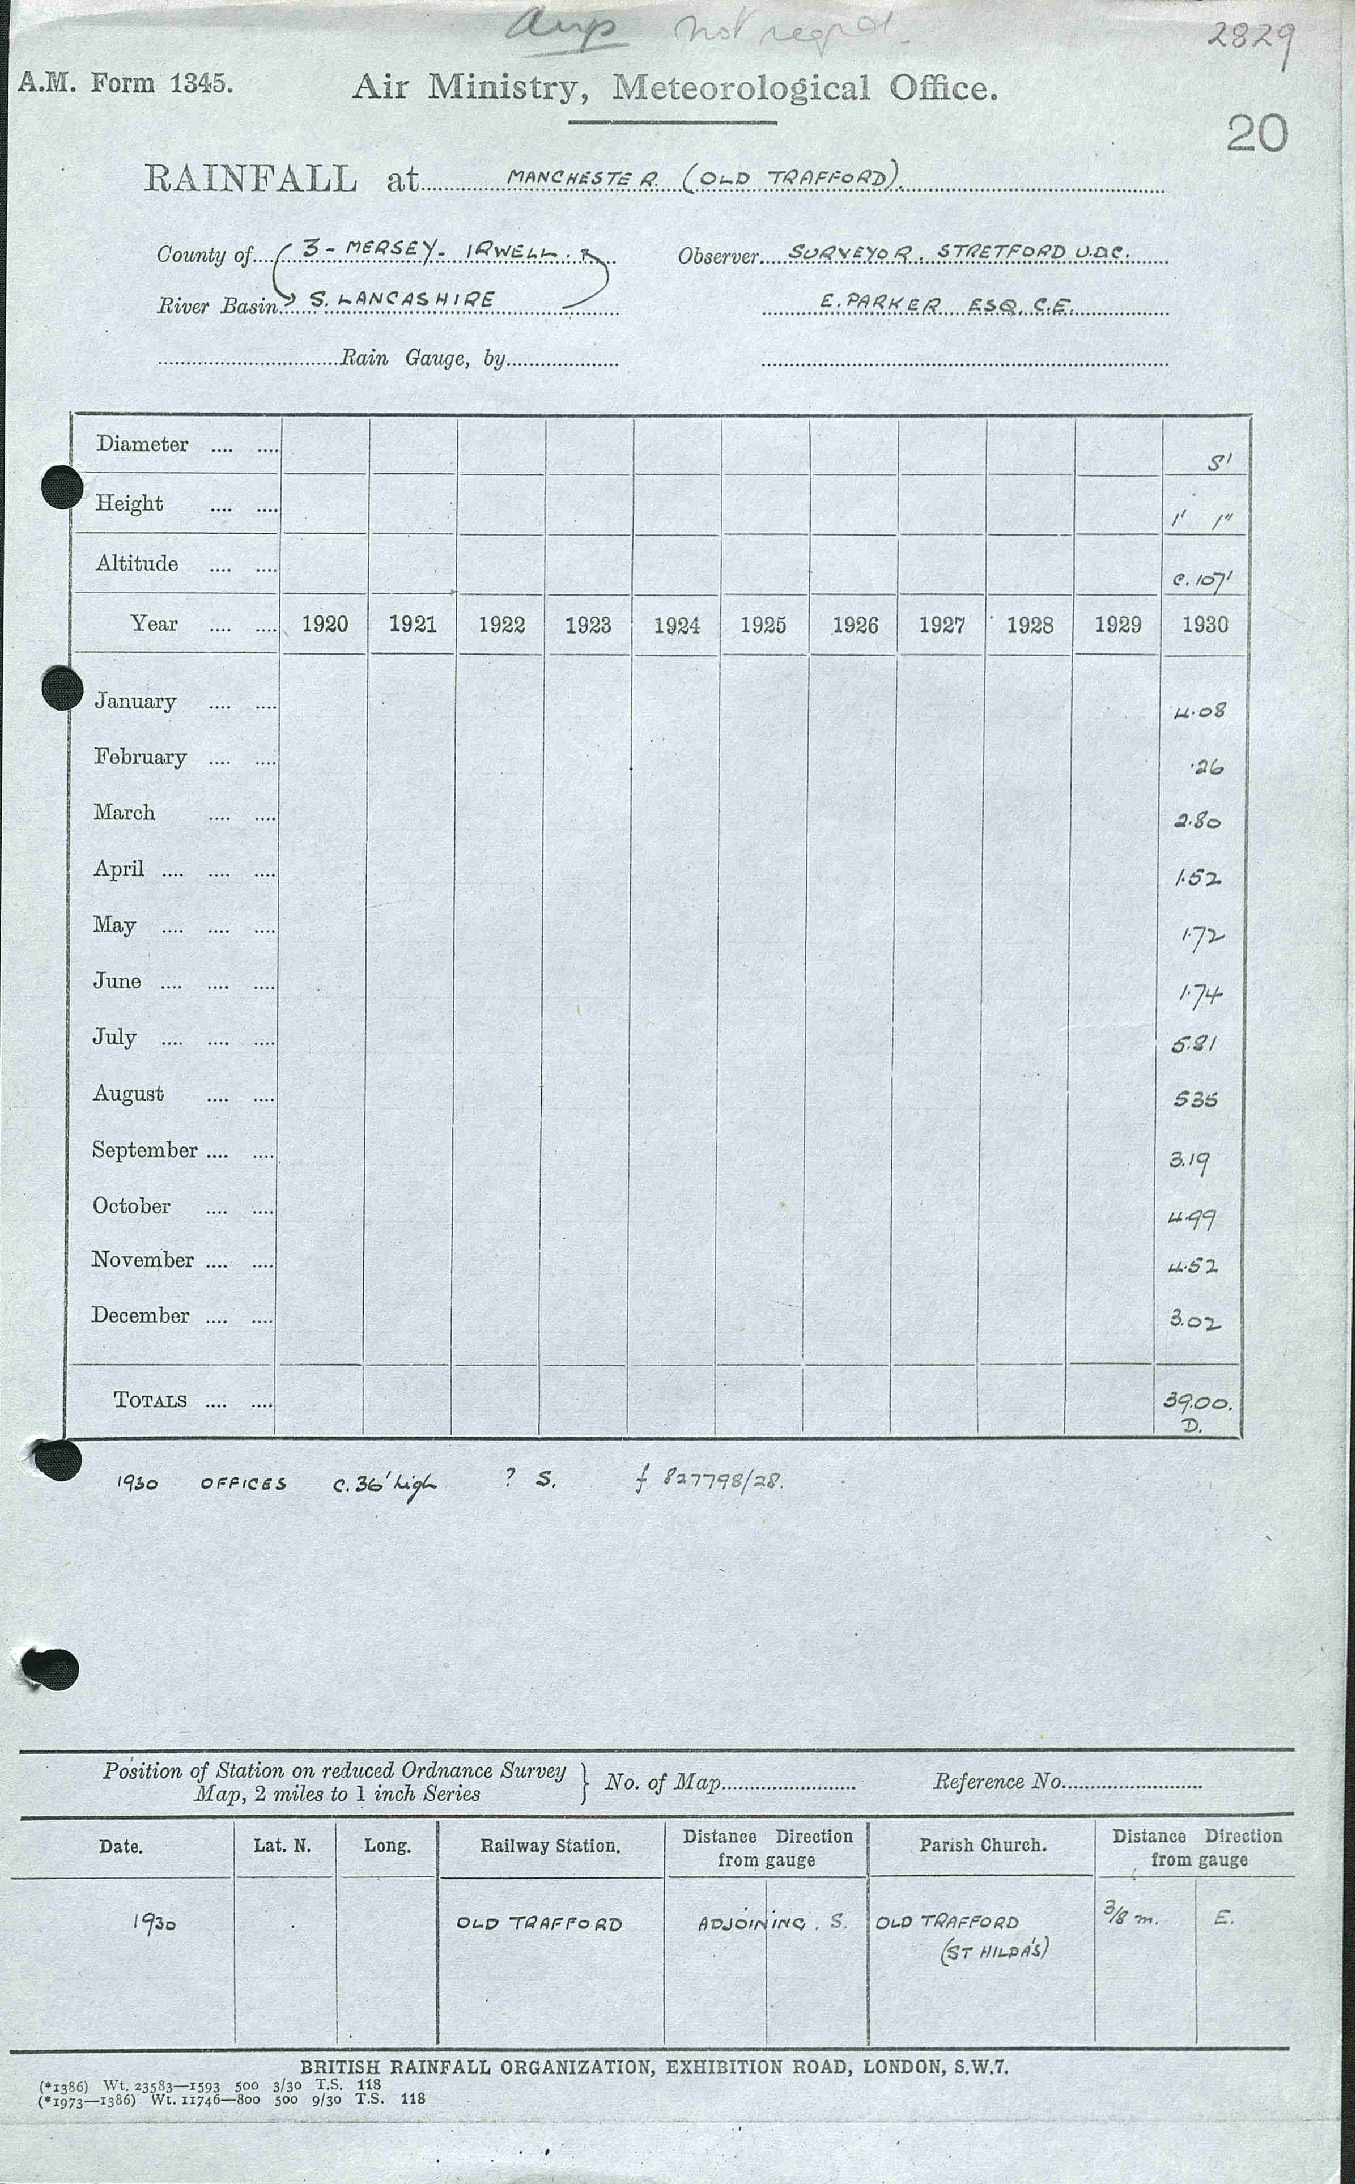 Amp not reqrd. 2829
A.M. Form 1345. Air Ministry, Meteorological Office.
20
RAINFALL at MANCHESTER (OLD TRAFFORD).
County of 3 - MERSEY - IRWELL. Observer SURVEYOR. STRETFORD U.D.C.
River Basin S. LANCASHIRE E. PARKER ESQ. C.E.
Rain Gauge, by
Diameter .... .... 8'
Height .... .... 1' 1"
Altitude .... .... c. 107'
Year .... .... 1920 1921 1922 1923 1924 1925 1926 1927 1928 1929 1930
January .... .... 4.08
February .... .... .26
March .... .... 2.80
April .... .... .... 1.52
May .... .... .... 1.72
June .... .... .... 1.74
July .... .... .... 5.81
August .... .... 5.35
September .... .... 3.19
October .... .... 4.99
November .... .... 4.52
December .... .... 3.02
TOTALS .... .... 39.00.
D.
1930 OFFICES c. 36' high ? S. f 827798/28.
Position of Station on reduced Ordnance Survey
Map, 2 miles to 1 inch Series } No. of Map Reference No.
Date. Lat. N. Long. Railway Station. Distance Direction from gauge Parish Church. Distance Direction from gauge
1930 OLD TRAFFORD ADJOINING. S. OLD TRAFFORD 3/8 m. E.
(ST HILDA'S)
BRITISH RAINFALL ORGANIZATION, EXHIBITION ROAD, LONDON, S.W.7.
(*1386) Wt. 23583—1593 500 3/30 T.S. 118
(*1973—1386) Wt. 11746—800 500 9/30 T.S. 118